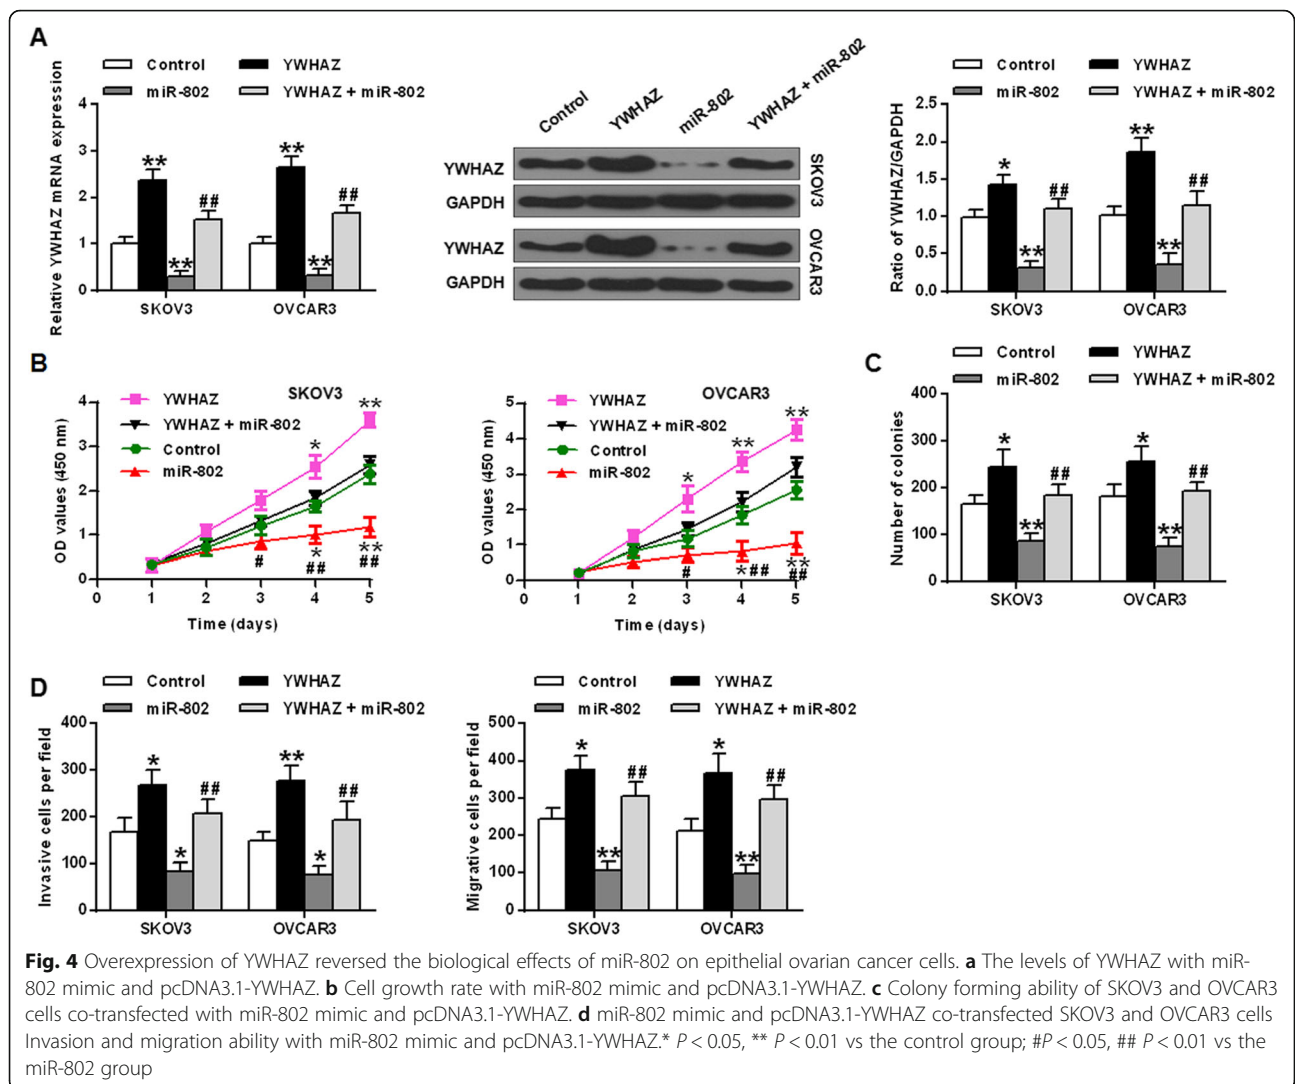 A
Control
YWHAZ
miR-802
YWHAZ + miR-802
Relative YWHAZ mRNA expression
4
3
2
1
0
**
**
##
**
**
##
SKOV3
OVCAR3
Control
YWHAZ
miR-802
YWHAZ + miR-802
YWHAZ
GAPDH
SKOV3
YWHAZ
GAPDH
OVCAR3
Control
YWHAZ
miR-802
YWHAZ + miR-802
Ratio of YWHAZ/GAPDH
2.5
2.0
1.5
1.0
0.5
0.0
*
**
##
**
**
##
SKOV3
OVCAR3
B
SKOV3
YWHAZ
YWHAZ + miR-802
Control
miR-802
OD values (450 nm)
4
3
2
1
0
*
**
#
*
##
**
##
0
1
2
3
4
5
Time (days)
OVCAR3
YWHAZ
YWHAZ + miR-802
Control
miR-802
OD values (450 nm)
5
4
3
2
1
0
*
**
**
#
*##
**
##
0
1
2
3
4
5
Time (days)
C
Control
YWHAZ
miR-802
YWHAZ + miR-802
Number of colonies
400
300
200
100
0
*
**
##
*
**
##
SKOV3
OVCAR3
D
Control
YWHAZ
miR-802
YWHAZ + miR-802
Invasive cells per field
400
300
200
100
0
*
*
##
**
*
##
SKOV3
OVCAR3
Control
YWHAZ
miR-802
YWHAZ + miR-802
Migrative cells per field
500
400
300
200
100
0
*
**
##
*
**
##
SKOV3
OVCAR3
Fig. 4 Overexpression of YWHAZ reversed the biological effects of miR-802 on epithelial ovarian cancer cells. a The levels of YWHAZ with miR-
802 mimic and pcDNA3.1-YWHAZ. b Cell growth rate with miR-802 mimic and pcDNA3.1-YWHAZ. c Colony forming ability of SKOV3 and OVCAR3
cells co-transfected with miR-802 mimic and pcDNA3.1-YWHAZ. d miR-802 mimic and pcDNA3.1-YWHAZ co-transfected SKOV3 and OVCAR3 cells
Invasion and migration ability with miR-802 mimic and pcDNA3.1-YWHAZ.* P < 0.05, ** P < 0.01 vs the control group; #P < 0.05, ## P < 0.01 vs the
miR-802 group